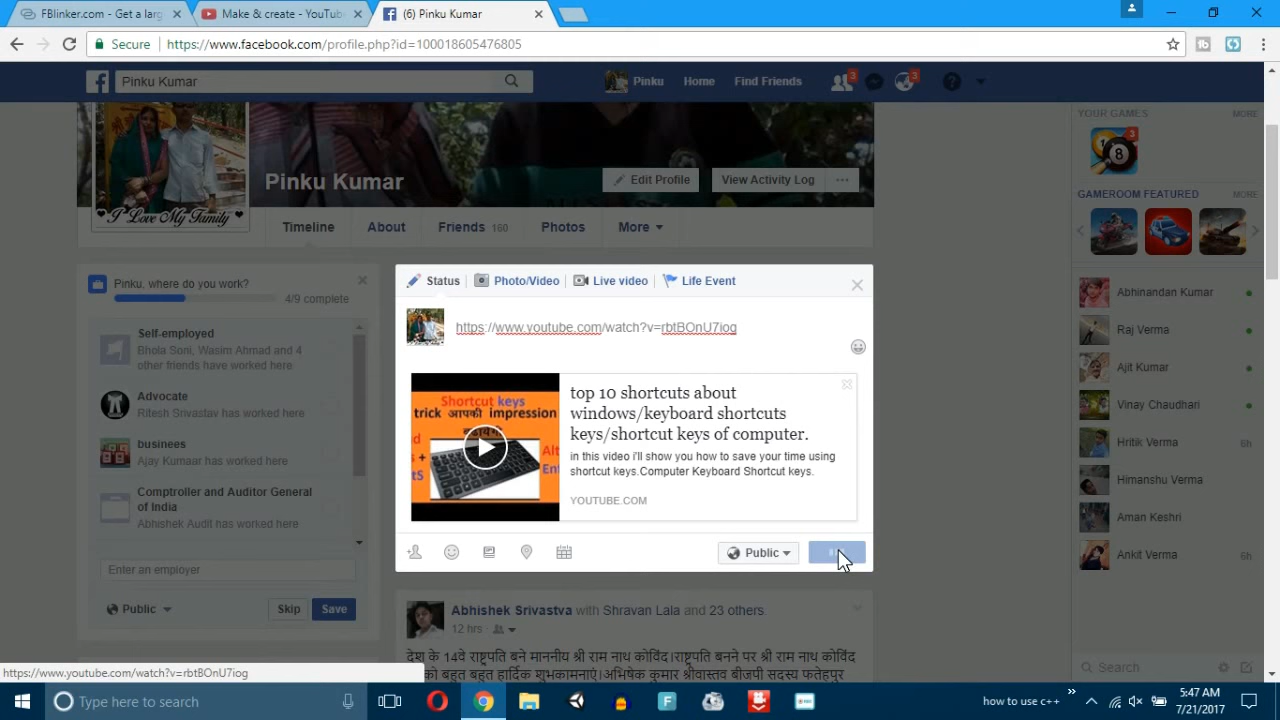 FBlinker.com - Get a larg
Make & create - YouTub
(6) Pinku Kumar
Secure
https://www.facebook.com/profile.php?id=100018605476805
Pinku Kumar
Pinku
Home
Find Friends
3
3
Pinku Kumar
Edit Profile
View Activity Log
I Love My Family
Timeline
About
Friends 160
Photos
More
Pinku, where do you work?
4/9 complete
Self-employed
Bhola Soni, Wasim Ahmad and 4
other friends have worked here
Advocate
Ritesh Srivastav has worked here
businees
Ajay Kumaar has worked here
Comptroller and Auditor General
of India
Abhishek Audit has worked here
Enter an employer
Public
Skip
Save
Status
Photo/Video
Live video
Life Event
https://www.youtube.com/watch?v=rbtBOnU7iog
Shortcut keys
trick आपकी impression
top 10 shortcuts about
windows/keyboard shortcuts
keys/shortcut keys of computer.
in this video i'll show you how to save your time using
shortcut keys.Computer Keyboard Shortcut keys.
YOUTUBE.COM
Public
Abhishek Srivastva with Shravan Lala and 23 others.
12 hrs
देश के 14वे राष्ट्रपति बने माननीय श्री राम नाथ कोविंद।राष्ट्रपति बनने पर श्री राम नाथ कोविंद
को बहुत बहुत हार्दिक शुभकामनाएं।अभिषेक कुमार श्रीवास्तव बीजपी सदस्य फतेहपुर
YOUR GAMES
MORE
3
8
GAMEROOM FEATURED
MORE
Abhinandan Kumar
Raj Verma
Ajit Kumar
Vinay Chaudhari
Hritik Verma
6h
Himanshu Verma
Aman Keshri
Ankit Verma
6h
Search
https://www.youtube.com/watch?v=rbtBOnU7iog
Type here to search
how to use c++
5:47 AM
7/21/2017